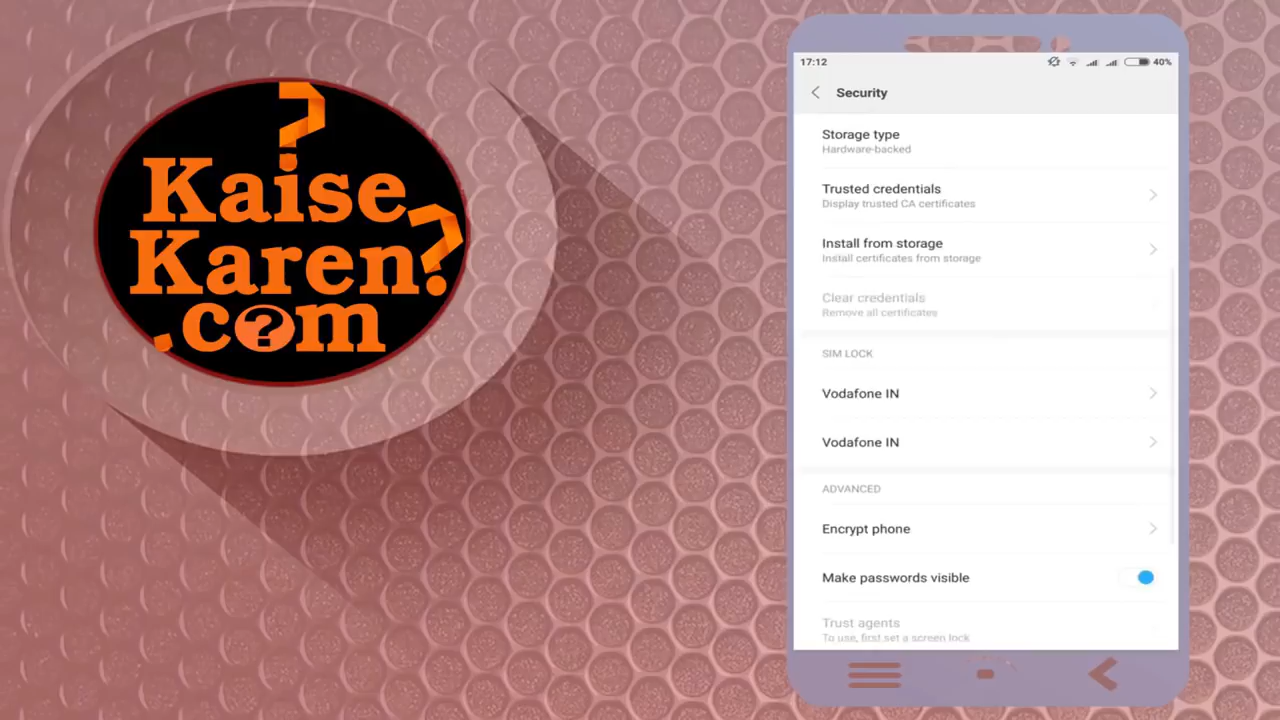 ?
Kaise
Karen?
.com
17:12
40%
Security
Storage type
Hardware-backed
Trusted credentials
Display trusted CA certificates
Install from storage
Install certificates from storage
Clear credentials
Remove all certificates
SIM LOCK
Vodafone IN
Vodafone IN
ADVANCED
Encrypt phone
Make passwords visible
Trust agents
To use, first set a screen lock